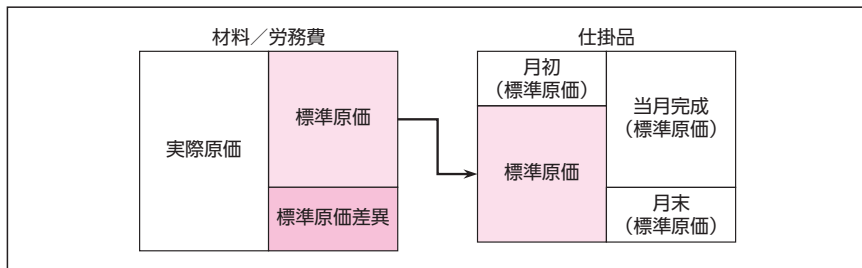 材料／労務費
実際原価
標準原価
標準原価差異
仕掛品
月初
（標準原価）
標準原価
当月完成
（標準原価）
月末
（標準原価）